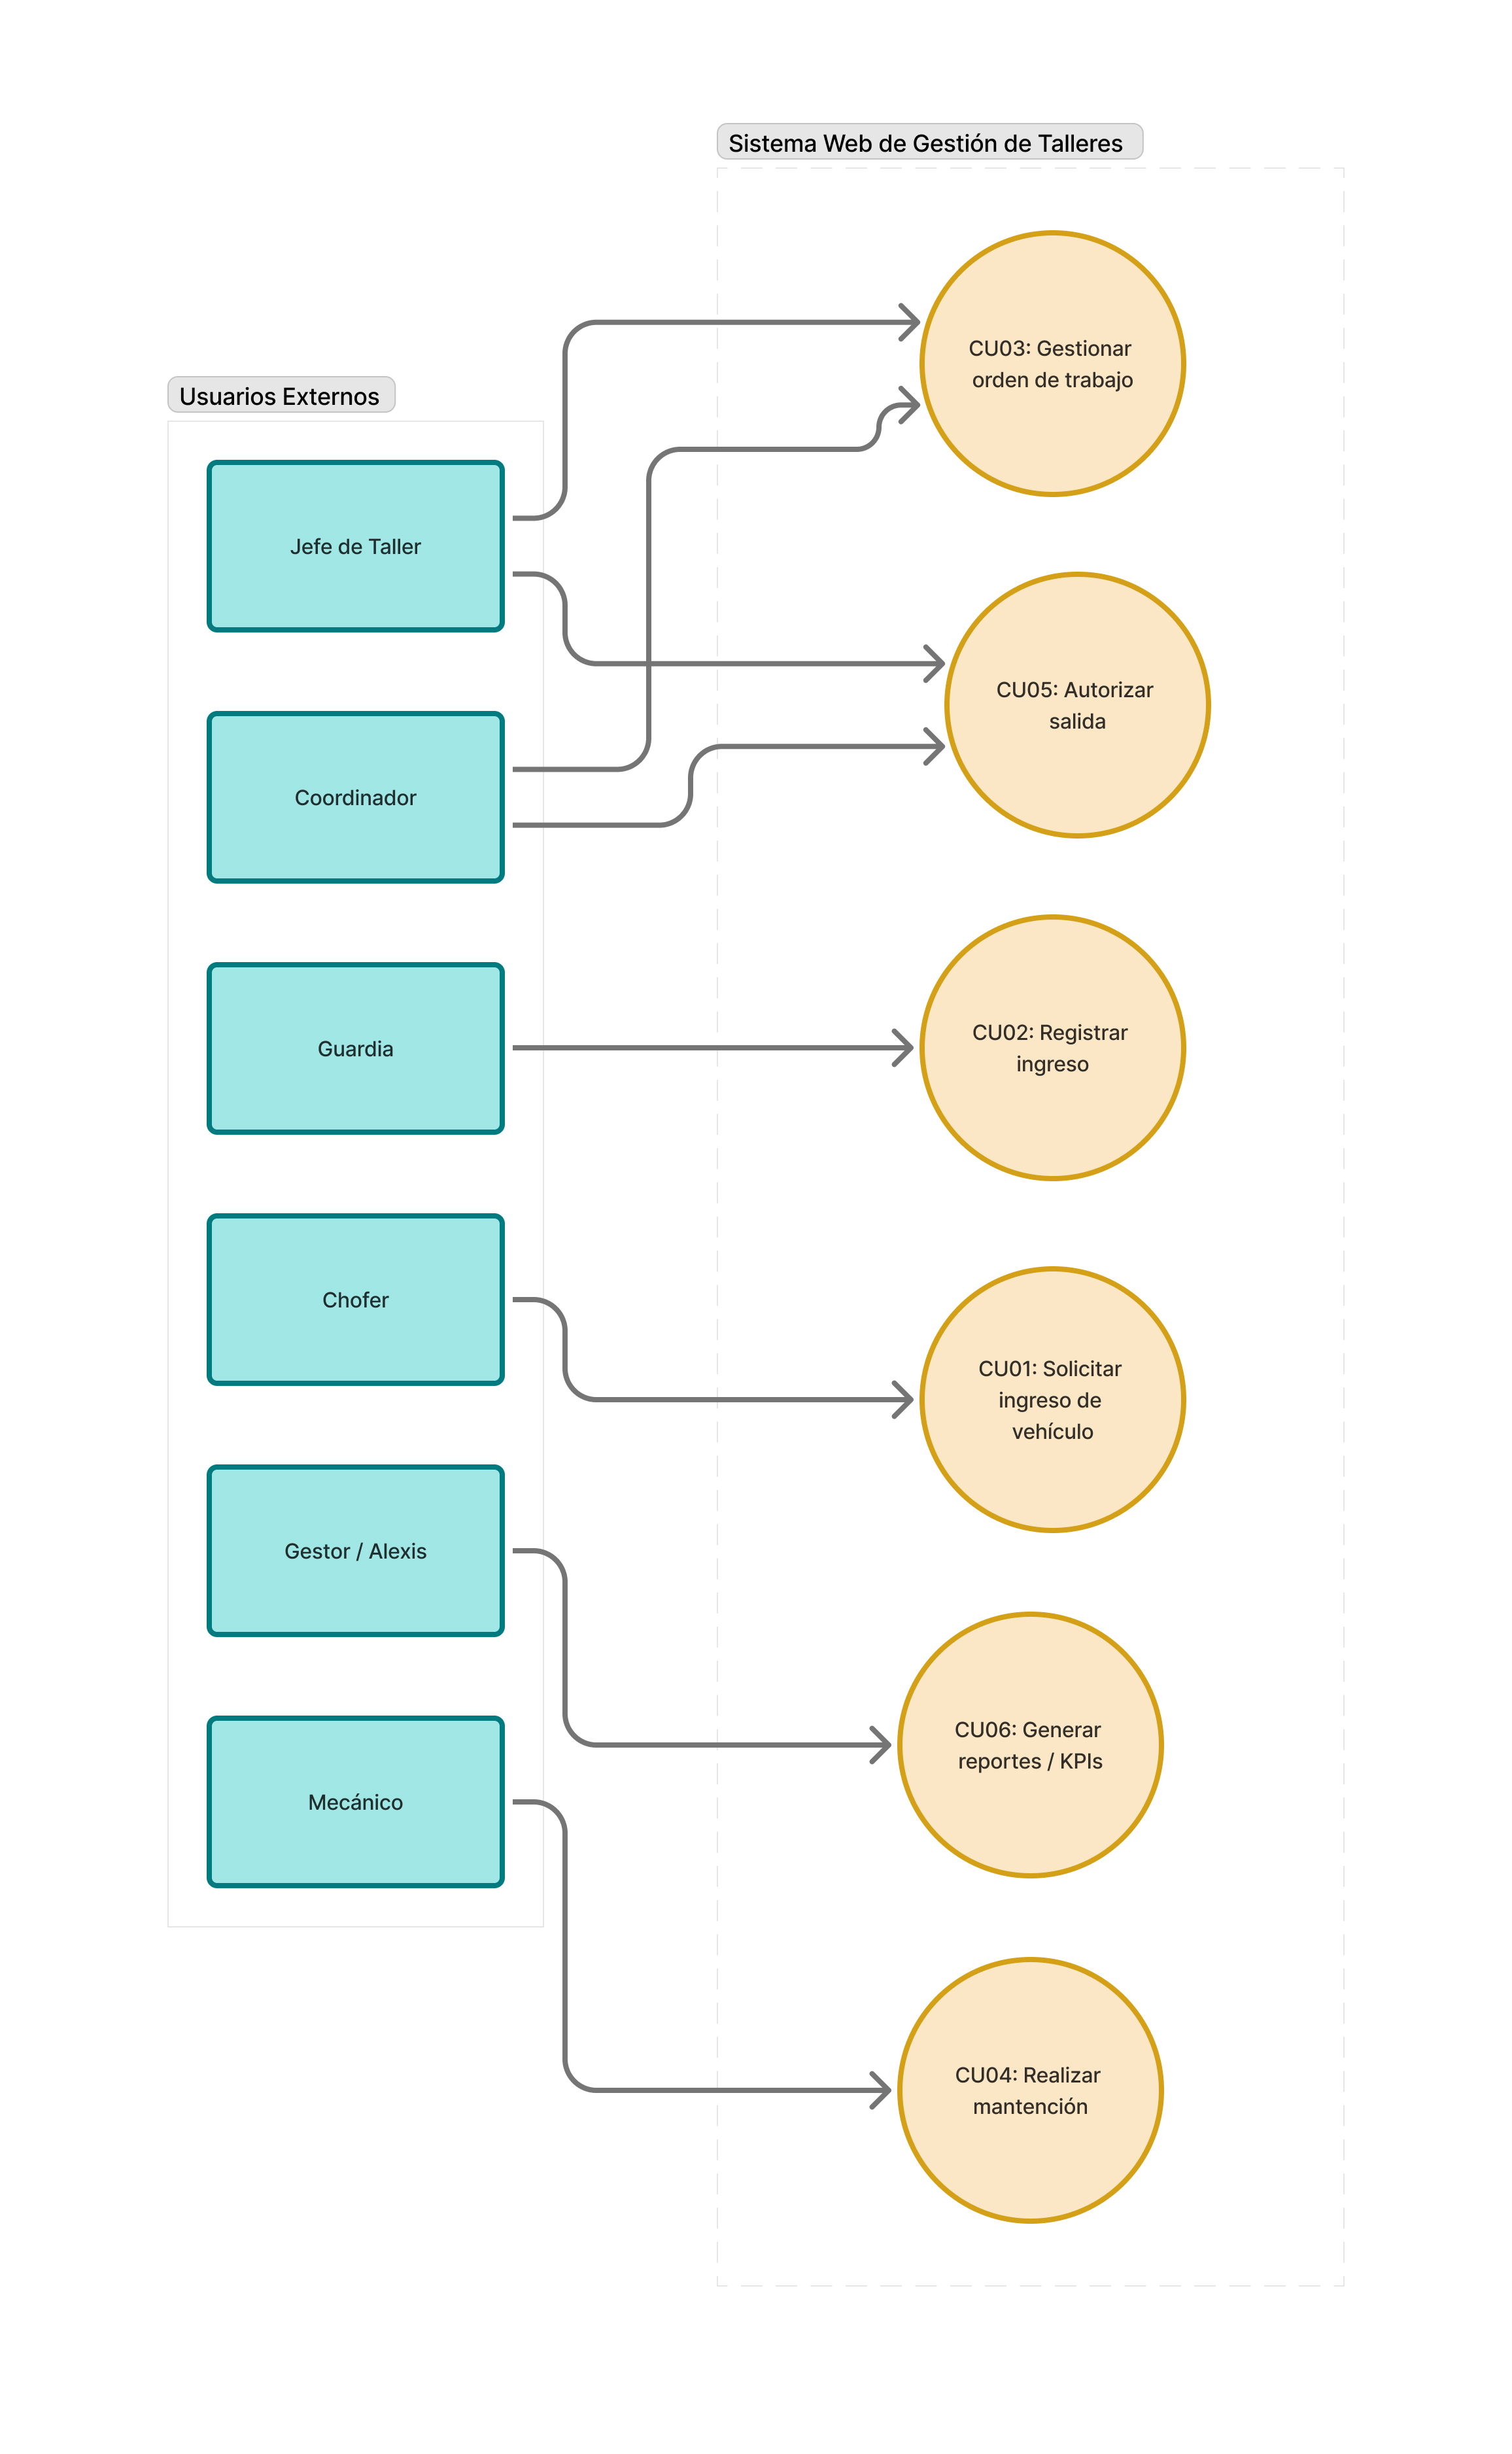 Sistema Web de Gestión de Talleres
Usuarios Externos
Jefe de Taller
Coordinador
Guardia
Chofer
Gestor / Alexis
Mecánico
CU03: Gestionar
orden de trabajo
CU05: Autorizar
salida
CU02: Registrar
ingreso
CU01: Solicitar
ingreso de
vehículo
CU06: Generar
reportes / KPIs
CU04: Realizar
mantención